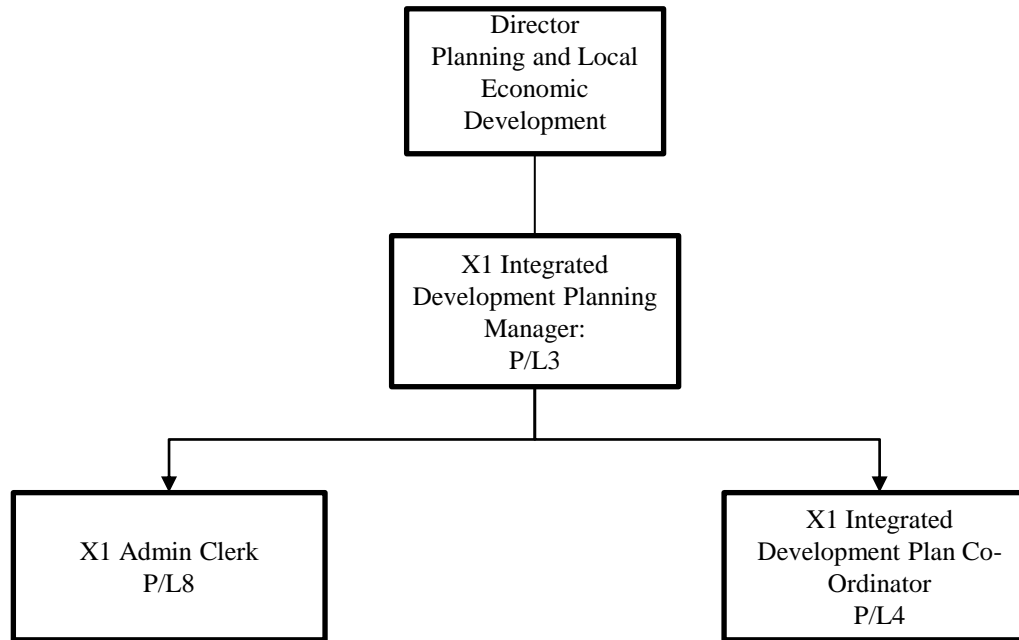 Director
Planning and Local
Economic
Development
X1 Integrated
Development Planning
Manager:
P/L3
X1 Admin Clerk
P/L8
X1 Integrated
Development Plan Co-
Ordinator
P/L4